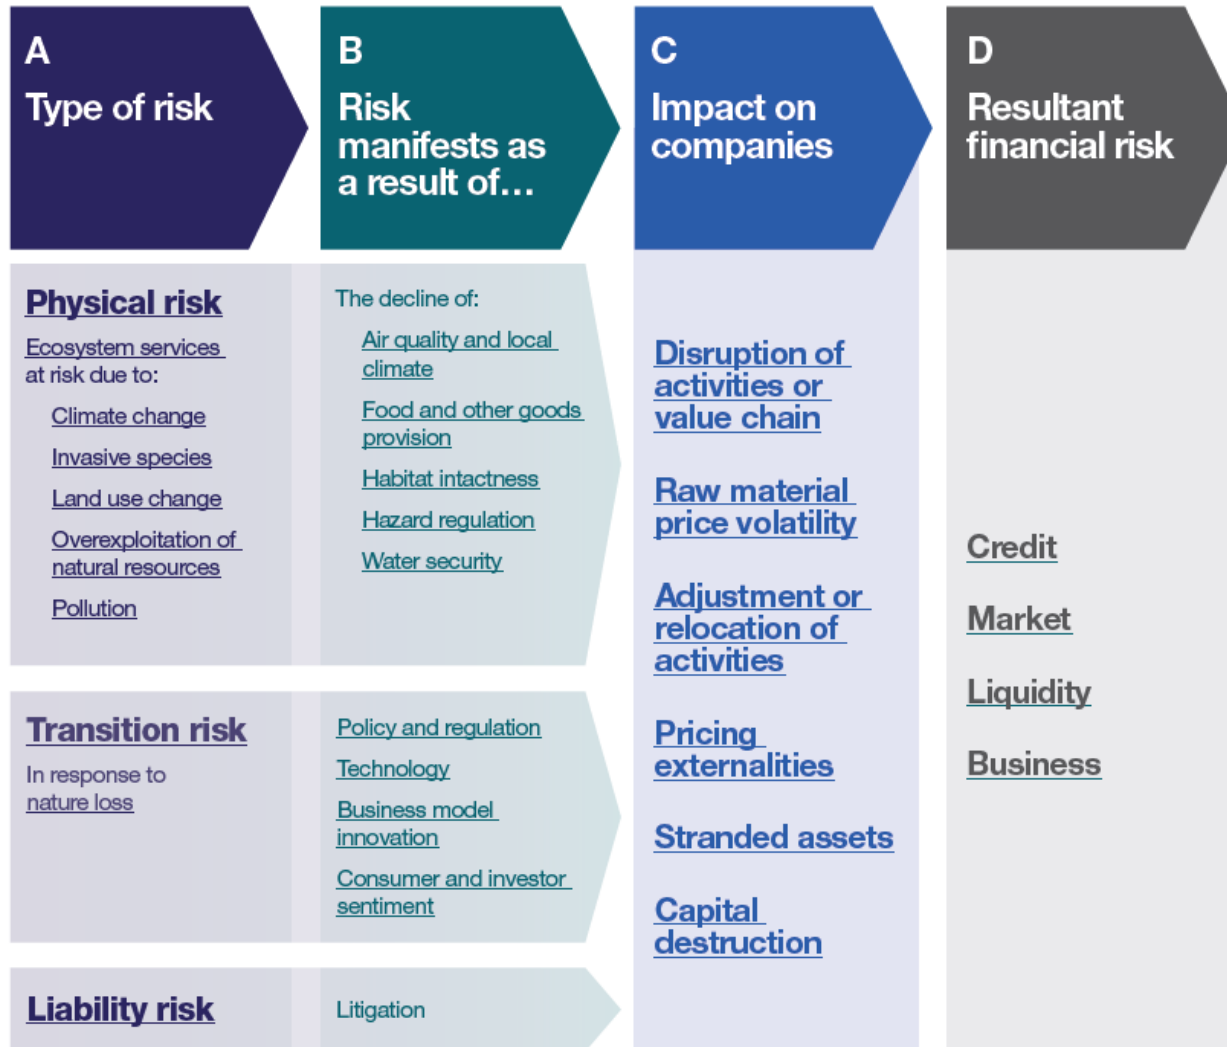 A
Type of risk
B
Risk
manifests as
a result of…
C
Impact on
companies
D
Resultant
financial risk
Physical risk
Ecosystem services
at risk due to:
Climate change
Invasive species
Land use change
Overexploitation of
natural resources
Pollution
The decline of:
Air quality and local
climate
Food and other goods
provision
Habitat intactness
Hazard regulation
Water security
Transition risk
In response to
nature loss
Policy and regulation
Technology
Business model
innovation
Consumer and investor
sentiment
Liability risk
Litigation
Disruption of
activities or
value chain
Raw material
price volatility
Adjustment or
relocation of
activities
Pricing
externalities
Stranded assets
Capital
destruction
Credit
Market
Liquidity
Business